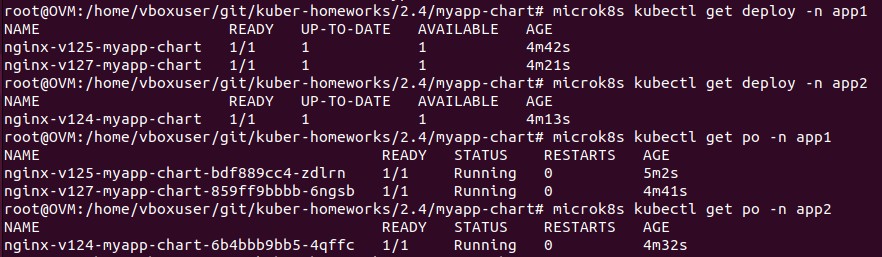 root@OVM:/home/vboxuser/git/kuber-homeworks/2.4/myapp-chart# microk8s kubectl get deploy -n app1
NAME READY UP-TO-DATE AVAILABLE AGE
nginx-v125-myapp-chart 1/1 1 1 4m42s
nginx-v127-myapp-chart 1/1 1 1 4m21s
root@OVM:/home/vboxuser/git/kuber-homeworks/2.4/myapp-chart# microk8s kubectl get deploy -n app2
NAME READY UP-TO-DATE AVAILABLE AGE
nginx-v124-myapp-chart 1/1 1 1 4m13s
root@OVM:/home/vboxuser/git/kuber-homeworks/2.4/myapp-chart# microk8s kubectl get po -n app1
NAME READY STATUS RESTARTS AGE
nginx-v125-myapp-chart-bdf889cc4-zdlrn 1/1 Running 0 5m2s
nginx-v127-myapp-chart-859ff9bbbb-6ngsb 1/1 Running 0 4m41s
root@OVM:/home/vboxuser/git/kuber-homeworks/2.4/myapp-chart# microk8s kubectl get po -n app2
NAME READY STATUS RESTARTS AGE
nginx-v124-myapp-chart-6b4bbb9bb5-4qffc 1/1 Running 0 4m32s